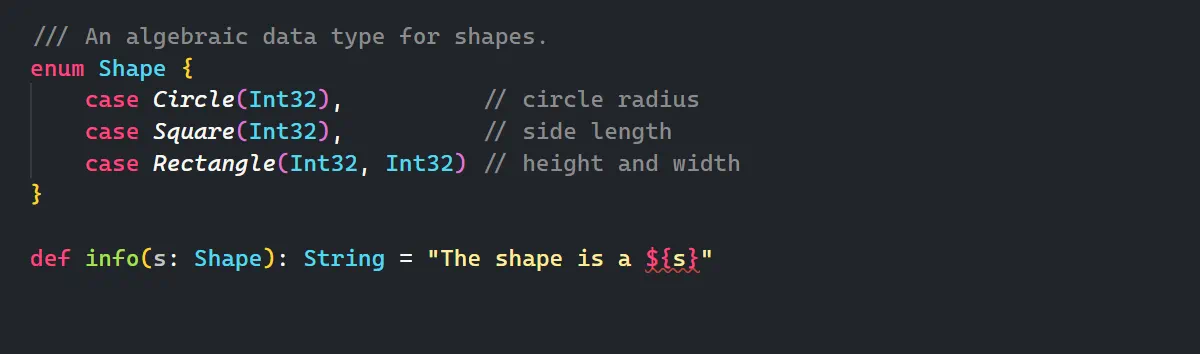 /// An algebraic data type for shapes.
enum Shape {
    case Circle(Int32),          // circle radius
    case Square(Int32),          // side length
    case Rectangle(Int32, Int32) // height and width
}

def info(s: Shape): String = "The shape is a ${s}"